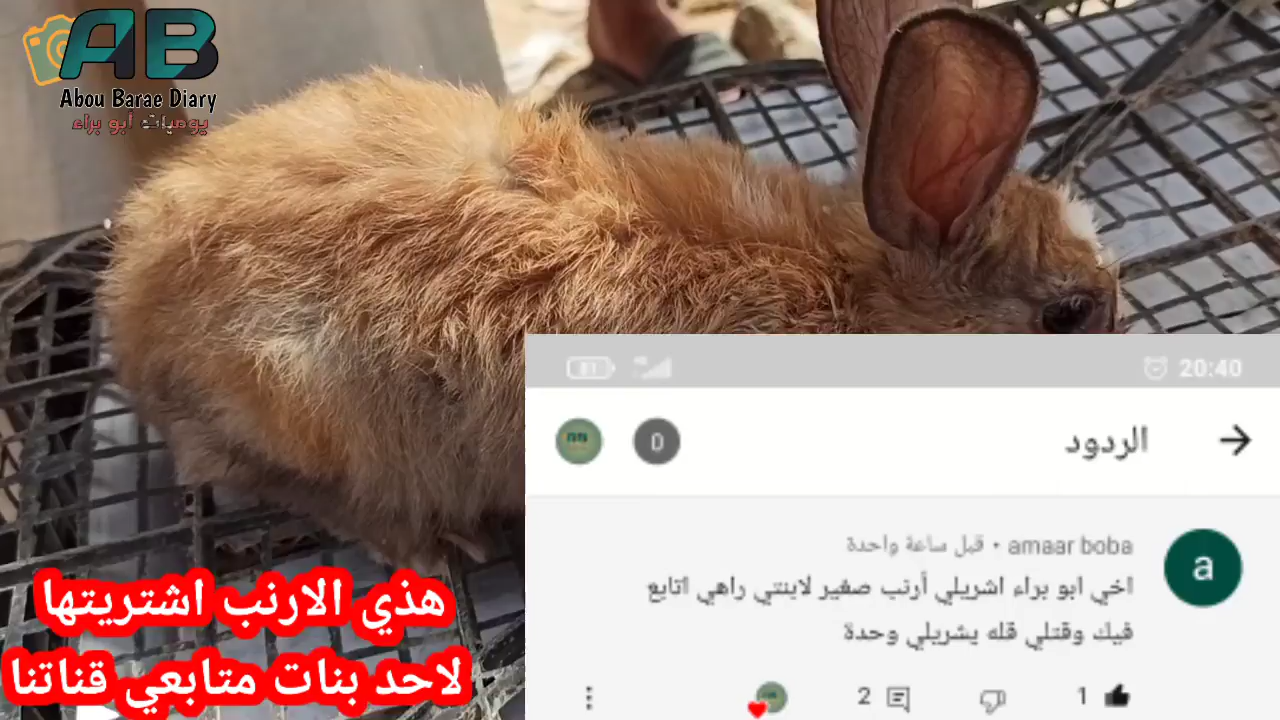 AB
Abou Barae Diary
يوميات أبو براء
81
20:40
0
الردود
a
amaar boba • قبل ساعة واحدة
اخي ابو براء اشريلي أرنب صغير لابنتي راهي اتابع
فيك وقتلي قله يشريلي وحدة
1
2
هذي الارنب اشتريتها
لاحد بنات متابعي قناتنا